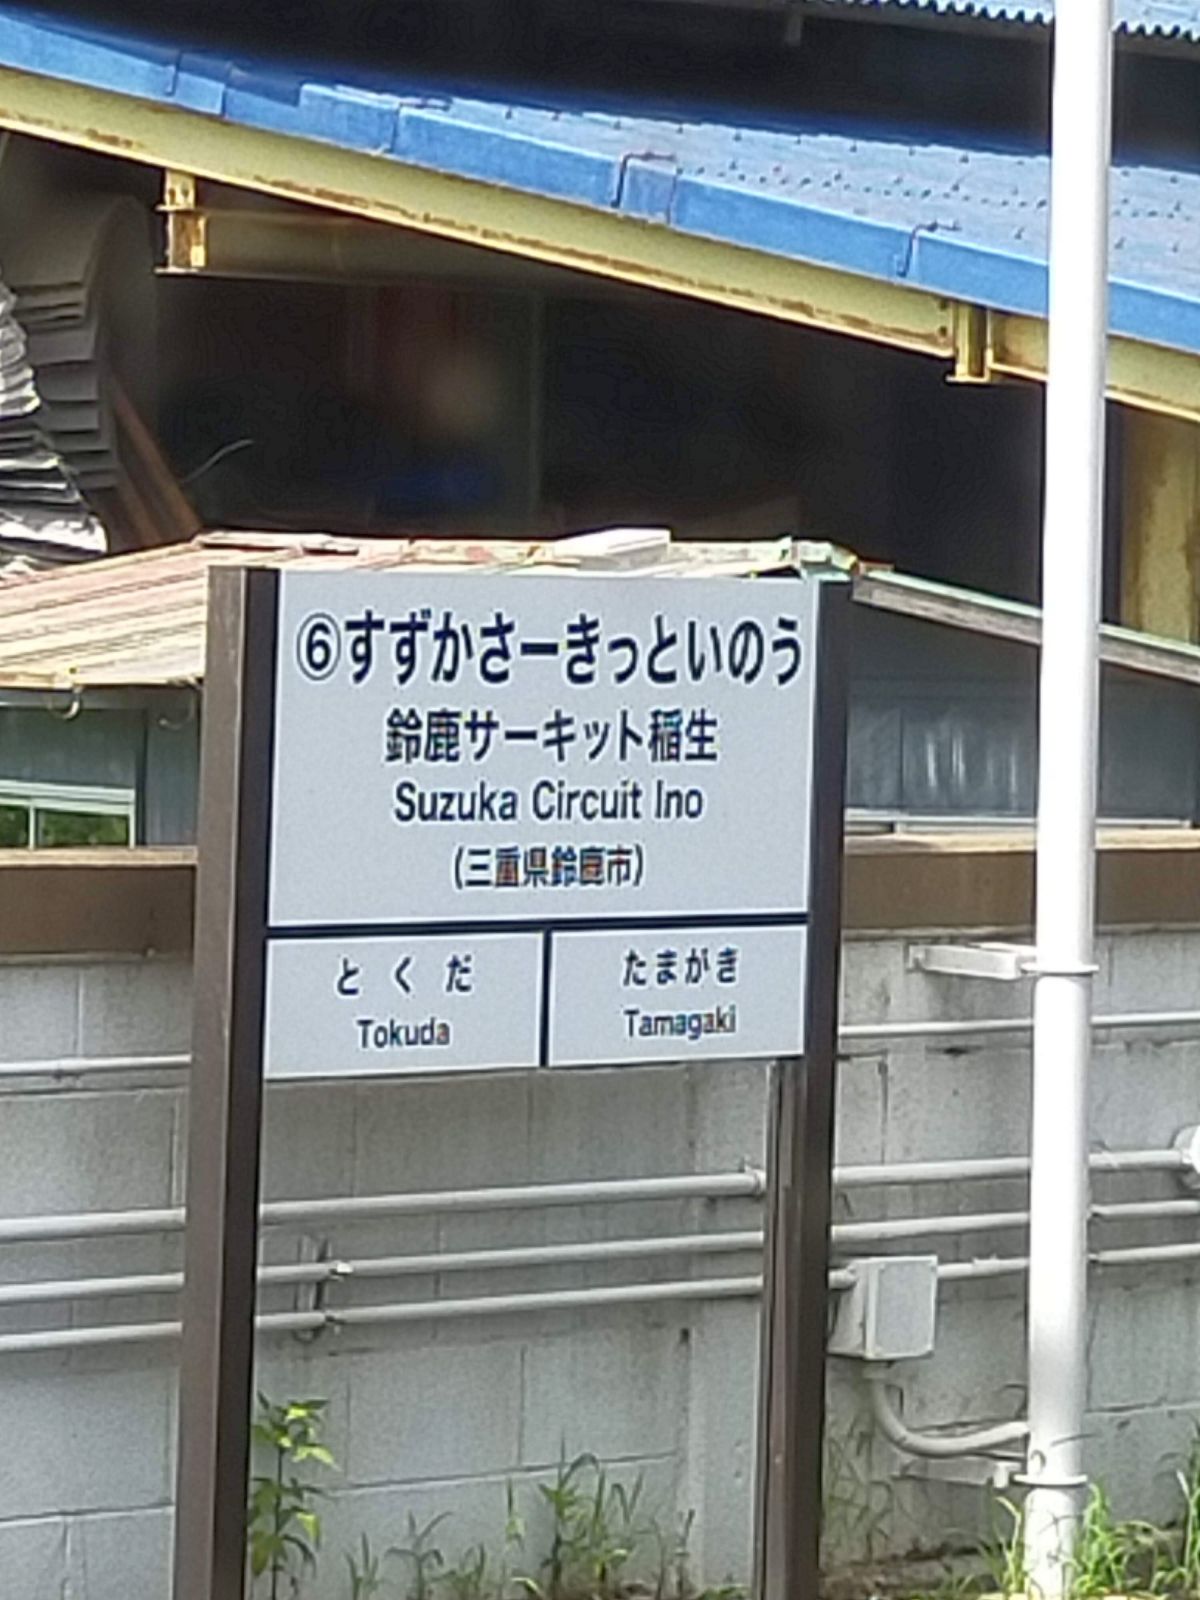 ⑥すずかさーきっといのう
鈴鹿サーキット稲生
Suzuka Circuit Ino
(三重県鈴鹿市)
とくだ
Tokuda
たまがき
Tamagaki